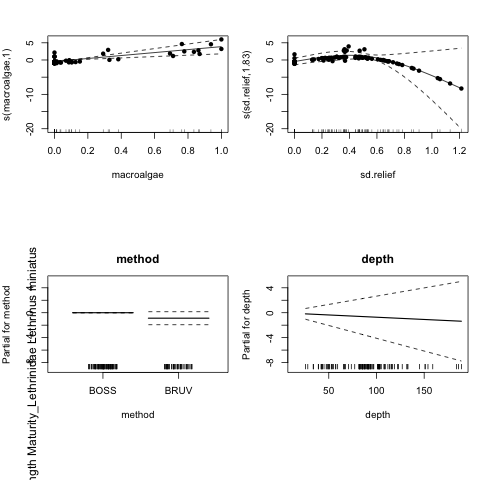 s(macroalgae,1)
5
0
-10
-20
0.0 0.2 0.4 0.6 0.8 1.0
macroalgae
s(sd.relief,1.83)
5
0
-10
-20
0.0 0.2 0.4 0.6 0.8 1.0 1.2
sd.relief
ngth Maturity_Lethrinidae Lethrinus miniatus
method
Partial for method
4
0
BOSS BRUV
method
depth
Partial for depth
4
0
-4
-8
50 100 150
depth